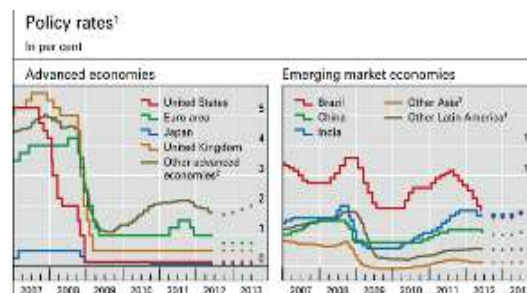 Policy rates¹
In per cent
Advanced economies
United States
Euro area
Japan
United Kingdom
Other advanced
economies²
5
4
3
2
1
0
2007 2008 2009 2010 2011 2012 2013
Emerging market economies
Brazil
China
India
Other Asia³
Other Latin America⁴
2007 2008 2009 2010 2011 2012